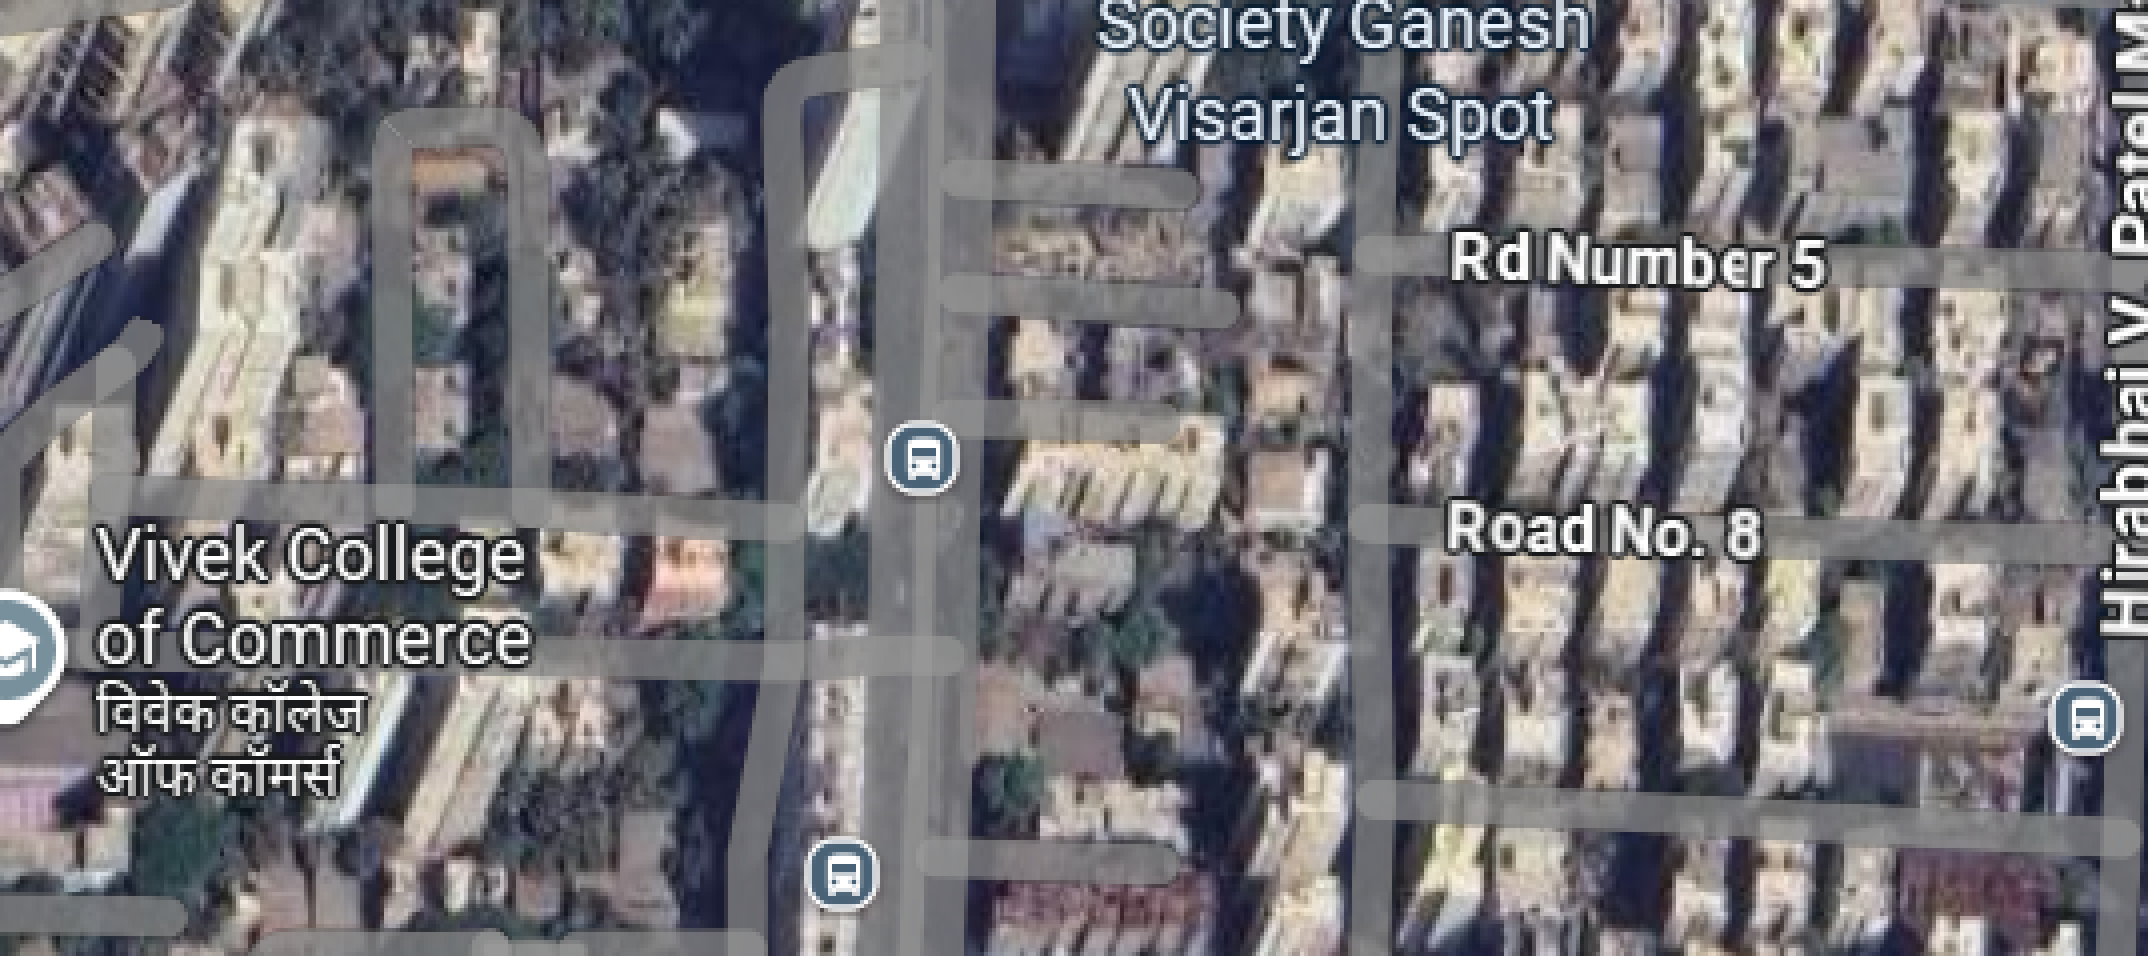 Society Ganesh
Visarjan Spot
Rd Number 5
Hirabhai V. Patel
Road No. 8
Vivek College
of Commerce
विवेक कॉलेज
ऑफ कॉमर्स